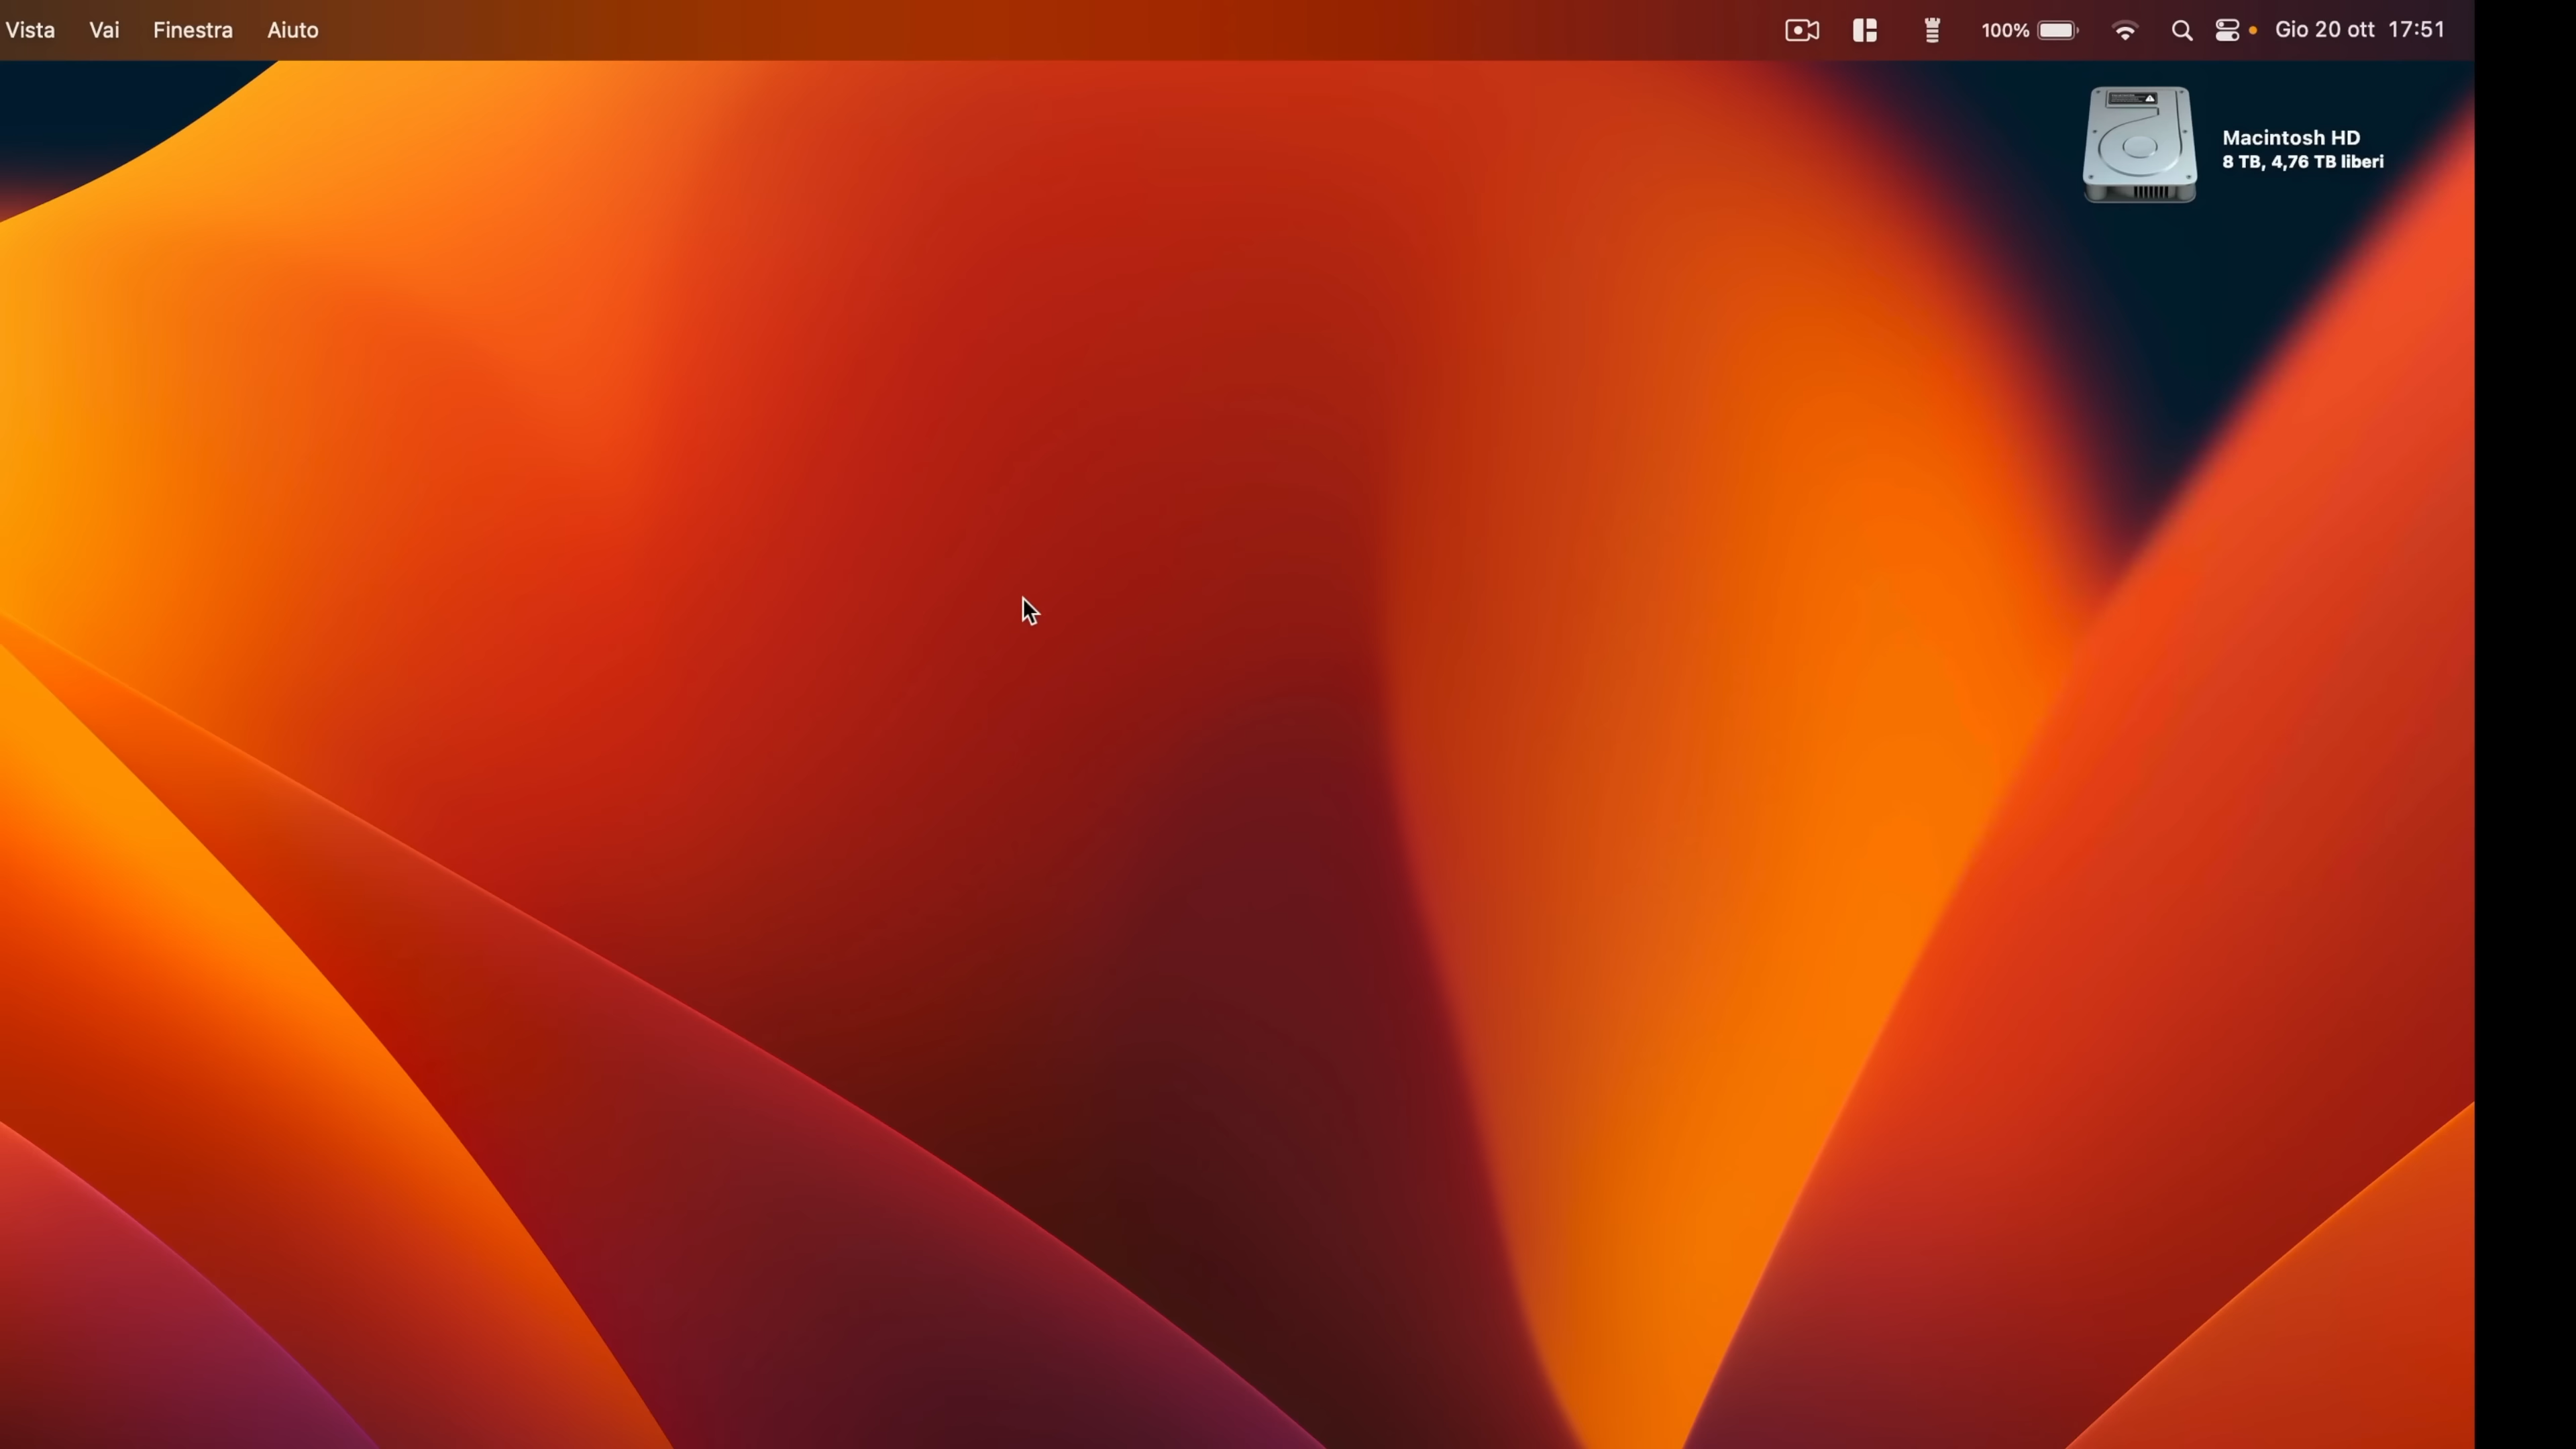 Vista Vai Finestra Aiuto 100% Gio 20 ott 17:51
Macintosh HD
8 TB, 4,76 TB liberi